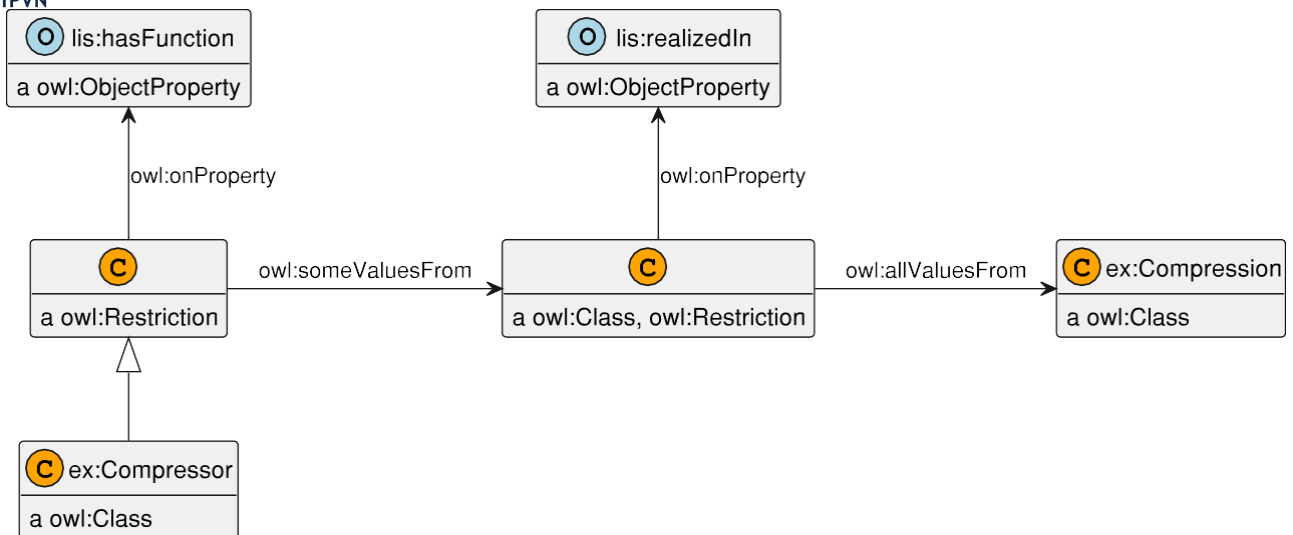 O lis:hasFunction
a owl:ObjectProperty
O lis:realizedIn
a owl:ObjectProperty
owl:onProperty
owl:onProperty
C
a owl:Restriction
owl:someValuesFrom
C
a owl:Class, owl:Restriction
owl:allValuesFrom
C ex:Compression
a owl:Class
C ex:Compressor
a owl:Class